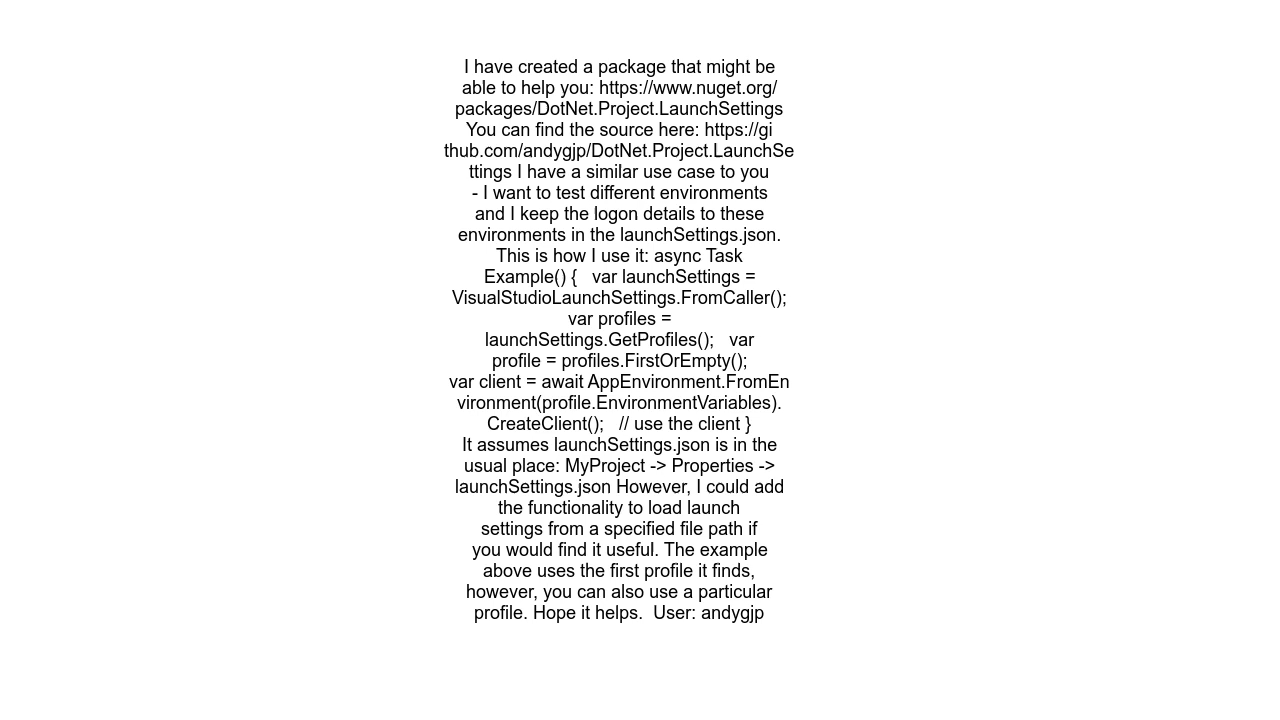 I have created a package that might be
able to help you: https://www.nuget.org/
packages/DotNet.Project.LaunchSettings
You can find the source here: https://gi
thub.com/andygjp/DotNet.Project.LaunchSe
ttings I have a similar use case to you
- I want to test different environments
and I keep the logon details to these
environments in the launchSettings.json.
This is how I use it: async Task
Example() {   var launchSettings =
VisualStudioLaunchSettings.FromCaller();
var profiles =
launchSettings.GetProfiles();   var
profile = profiles.FirstOrEmpty();
var client = await AppEnvironment.FromEn
vironment(profile.EnvironmentVariables).
CreateClient();   // use the client }
It assumes launchSettings.json is in the
usual place: MyProject -> Properties ->
launchSettings.json However, I could add
the functionality to load launch
settings from a specified file path if
you would find it useful. The example
above uses the first profile it finds,
however, you can also use a particular
profile. Hope it helps.  User: andygjp